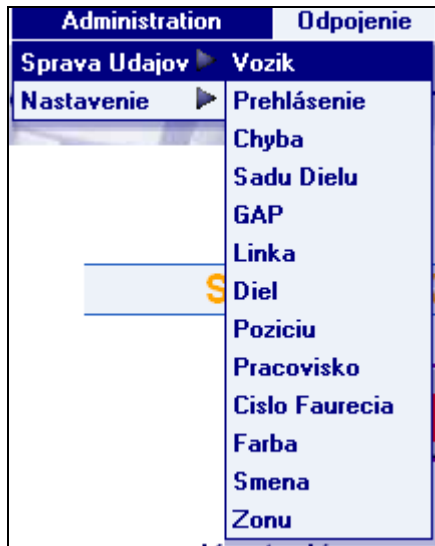 Administration Odpojenie
Sprava Udajov Vozik
Nastavenie Prehlásenie
Chyba
Sadu Dielu
GAP
Linka
S Diel
Poziciu
Pracovisko
Cislo Faurecia
Farba
Smena
Zonu